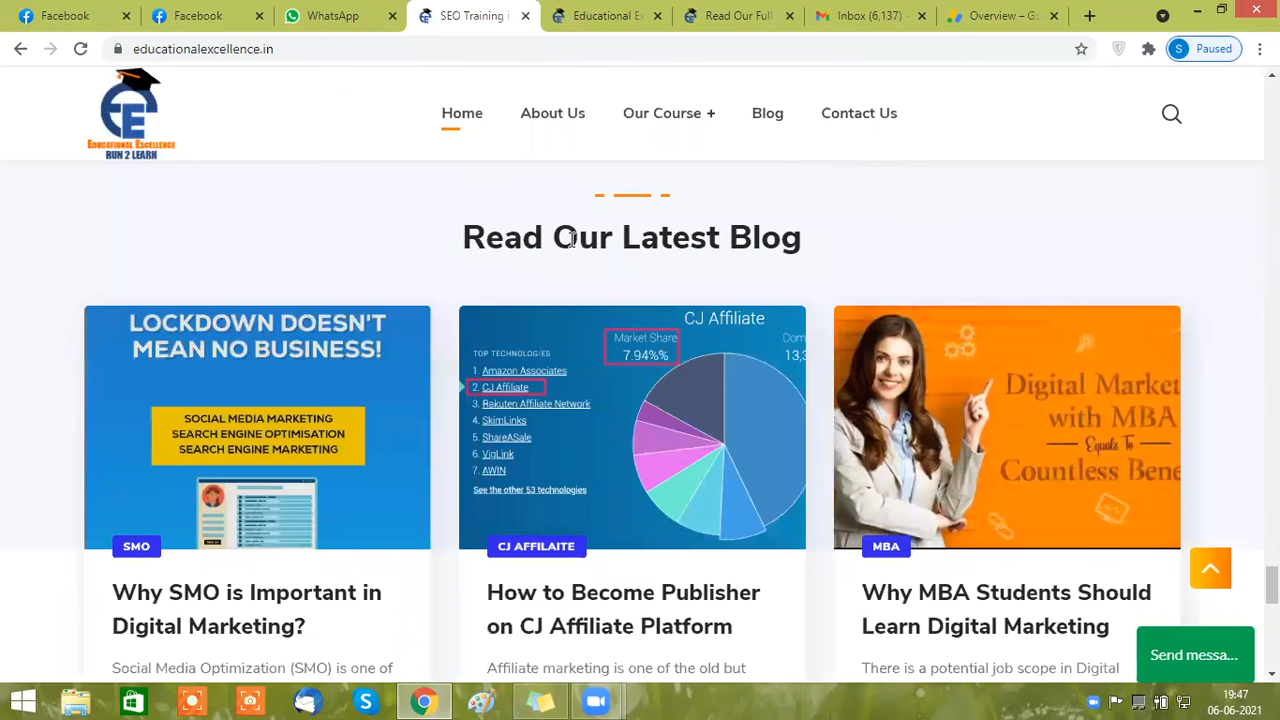 Facebook
Facebook
WhatsApp
SEO Training i
Educational Ex
Read Our Full
Inbox (6,137) -
Overview – G
educationalexcellence.in
S
Paused
EDUCATIONAL EXCELLENCE
RUN 2 LEARN
Home
About Us
Our Course +
Blog
Contact Us
Read Our Latest Blog
LOCKDOWN DOESN'T
MEAN NO BUSINESS!
SOCIAL MEDIA MARKETING
SEARCH ENGINE OPTIMISATION
SEARCH ENGINE MARKETING
SMO
Why SMO is Important in
Digital Marketing?
Social Media Optimization (SMO) is one of
CJ Affiliate
Market Share
7.94%%
Dom
13,3
TOP TECHNOLOGIES
1. Amazon Associates
2. CJ Affiliate
3. Rakuten Affiliate Network
4. SkimLinks
5. ShareASale
6. VigLink
7. AWIN
See the other 53 technologies
CJ AFFILAITE
How to Become Publisher
on CJ Affiliate Platform
Affiliate marketing is one of the old but
Digital Market
with MBA
Equals To
Countless Bene
MBA
Why MBA Students Should
Learn Digital Marketing
There is a potential job scope in Digital
Send messa...
19:47
06-06-2021